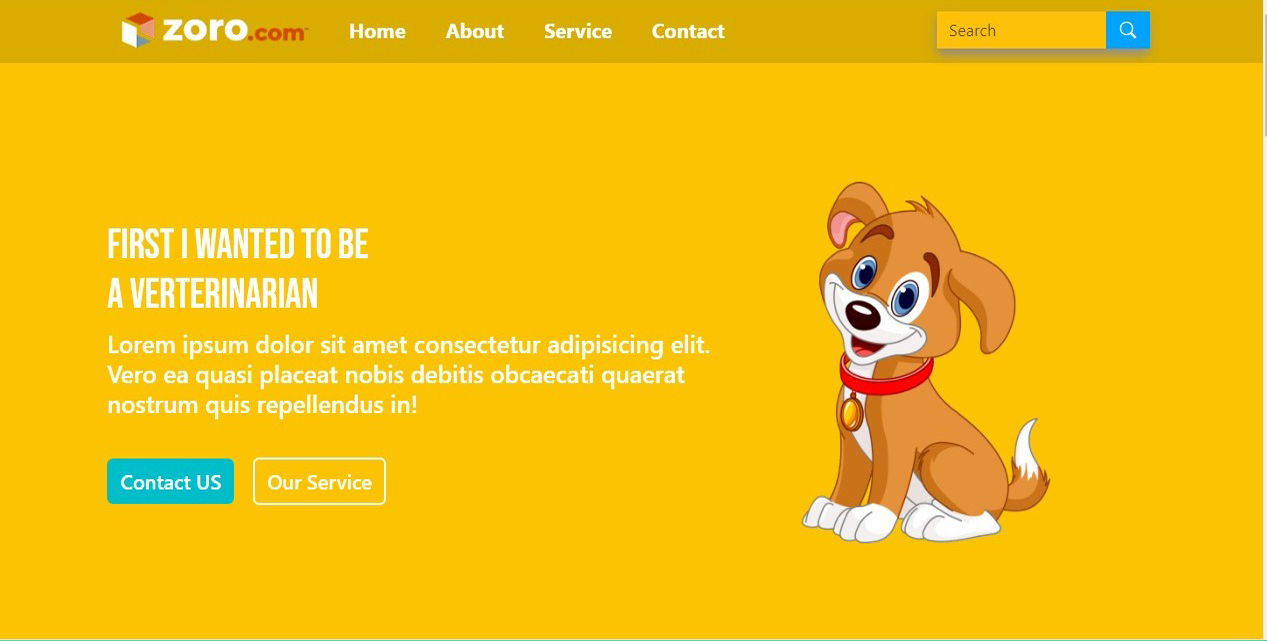 zoro.com
Home
About
Service
Contact
Search
FIRST I WANTED TO BE
A VERTERINARIAN
Lorem ipsum dolor sit amet consectetur adipisicing elit.
Vero ea quasi placeat nobis debitis obcaecati quaerat
nostrum quis repellendus in!
Contact US
Our Service